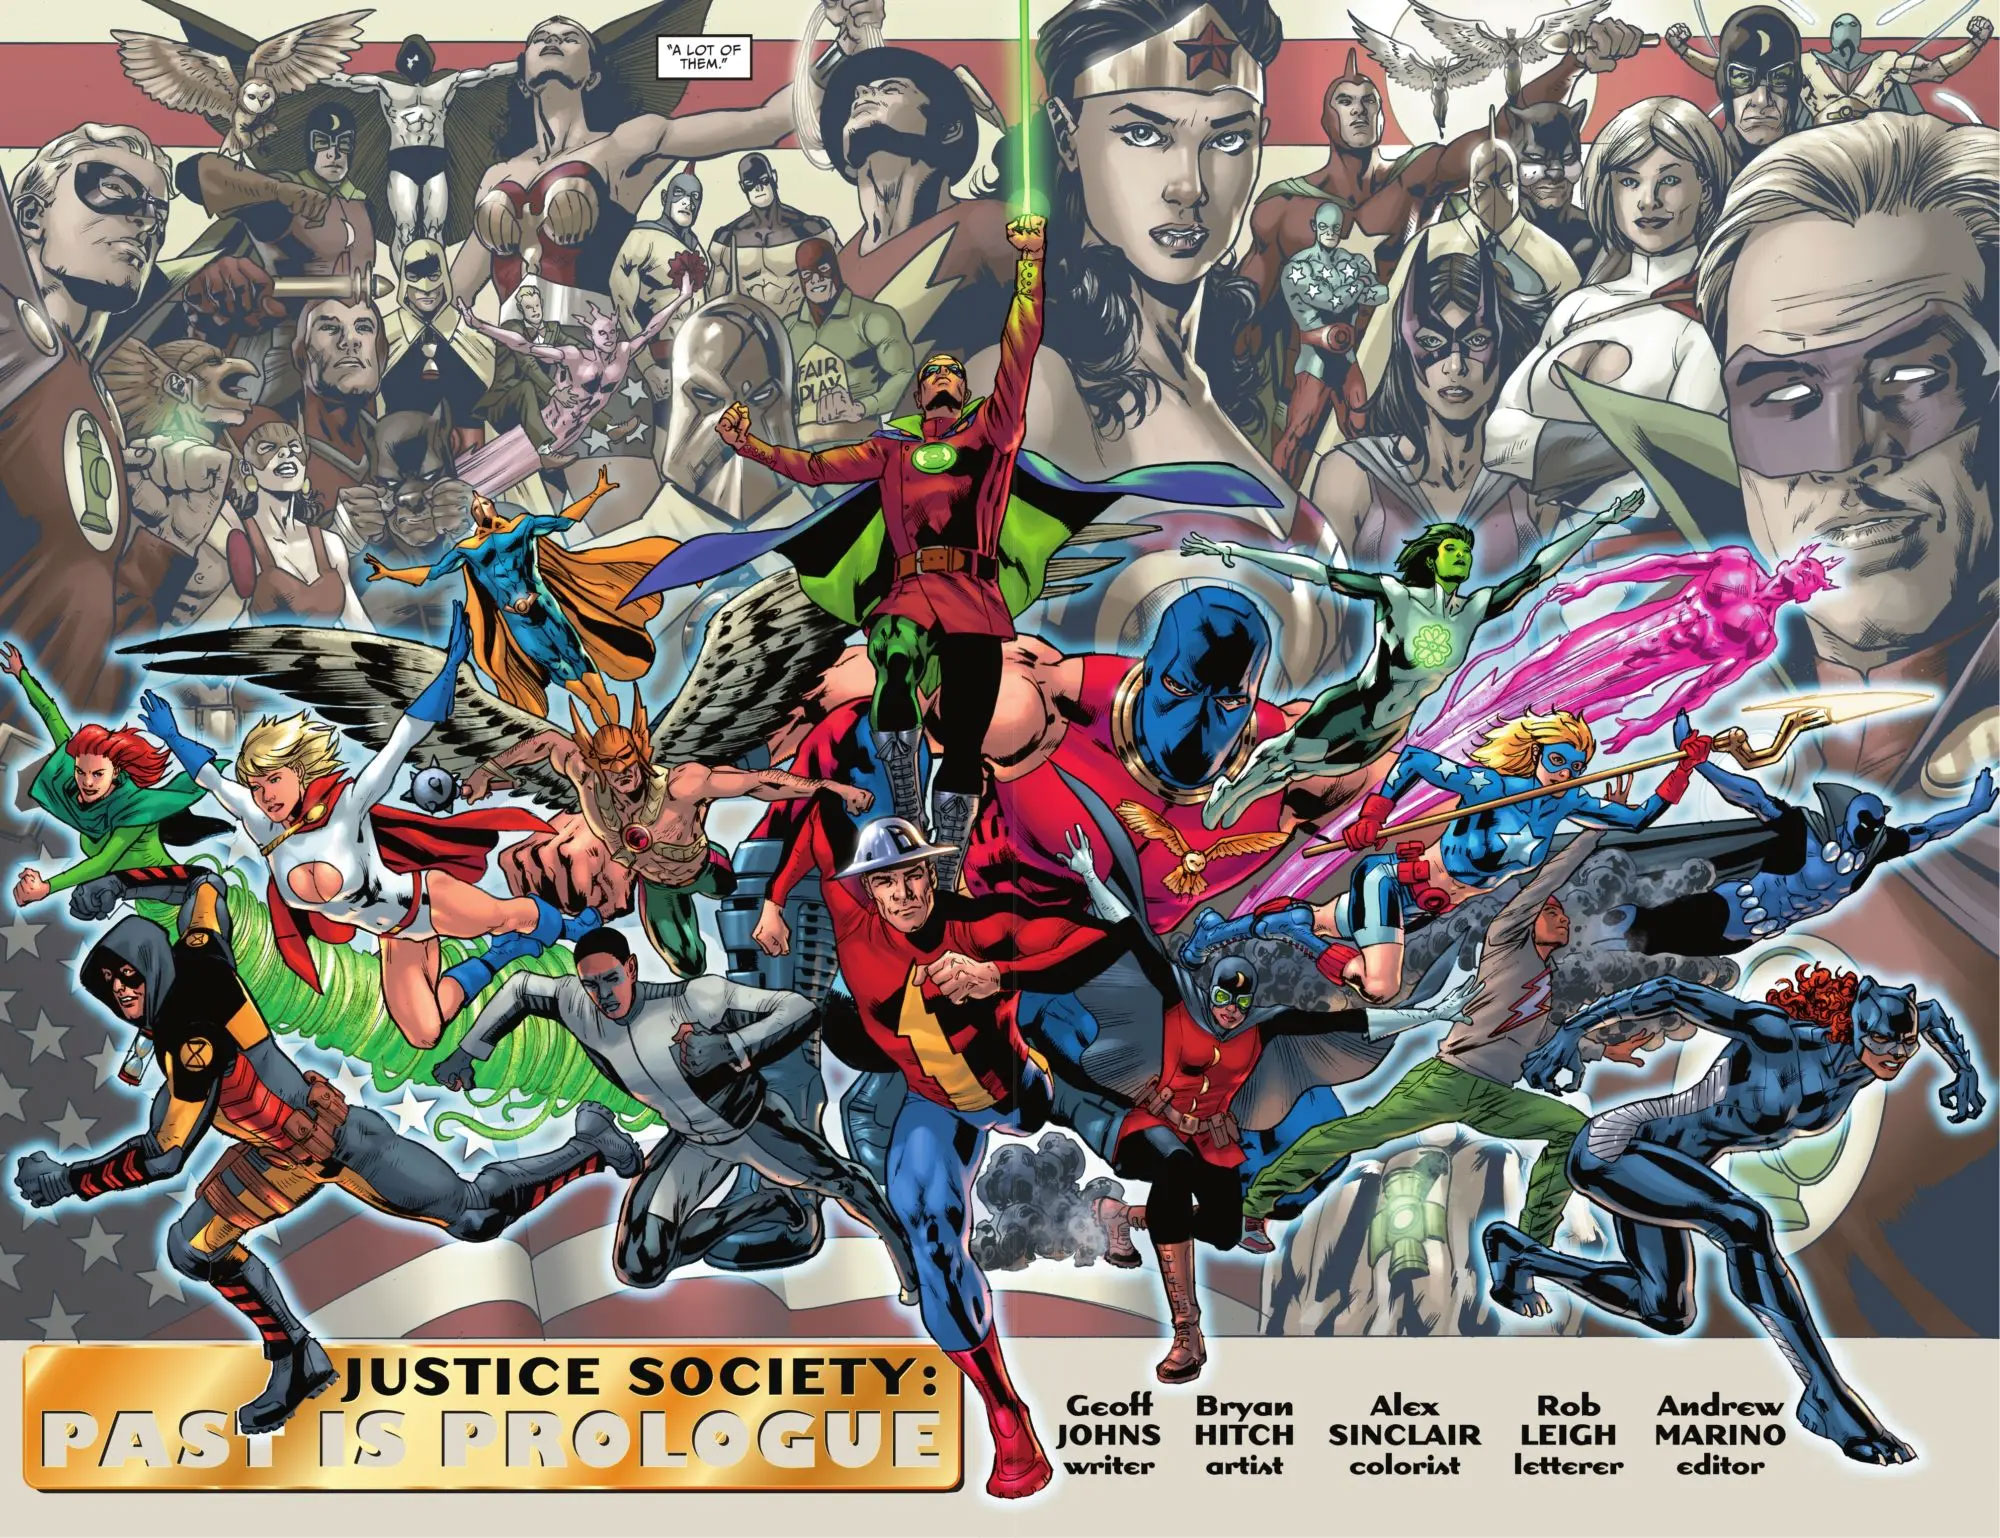 "A LOT OF
THEM."
FAIR
PLAY
JUSTICE SOCIETY:
PAST IS PROLOGUE
Geoff
JOHNS
writer
Bryan
HITCH
artist
Alex
SINCLAIR
colorist
Rob
LEIGH
letterer
Andrew
MARINO
editor